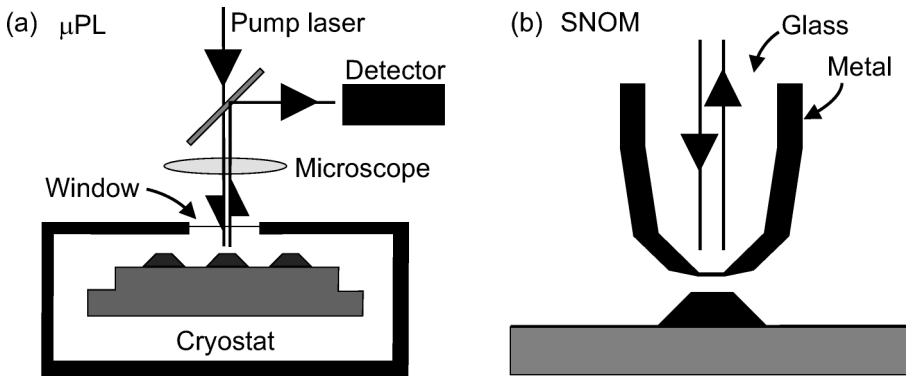 (a) μPL
Pump laser
Detector
Microscope
Window
Cryostat
(b) SNOM
Glass
Metal